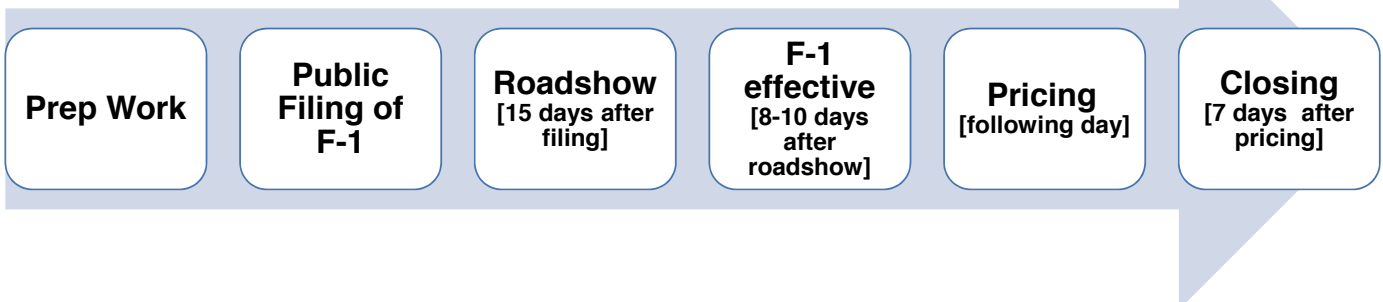 Prep Work
Public
Filing of
F-1
Roadshow
[15 days after
filing]
F-1
effective
[8-10 days
after
roadshow]
Pricing
[following day]
Closing
[7 days after
pricing]